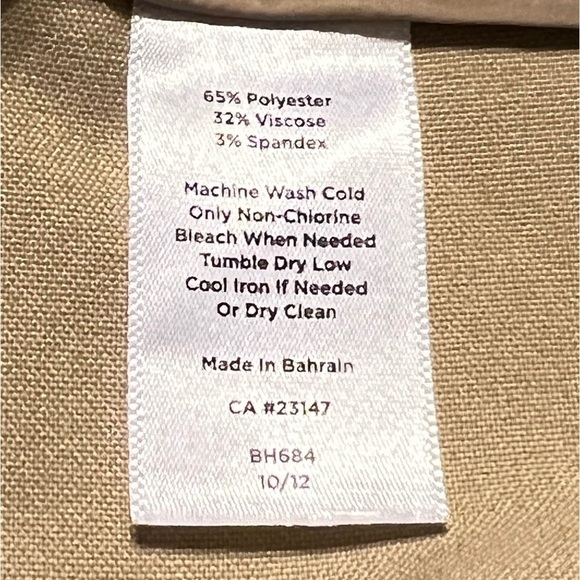 65% Polyester
32% Viscose
3% Spandex
Machine Wash Cold
Only Non-Chlorine
Bleach When Needed
Tumble Dry Low
Cool Iron If Needed
Or Dry Clean
Made In Bahrain
CA #23147
BH684
10/12